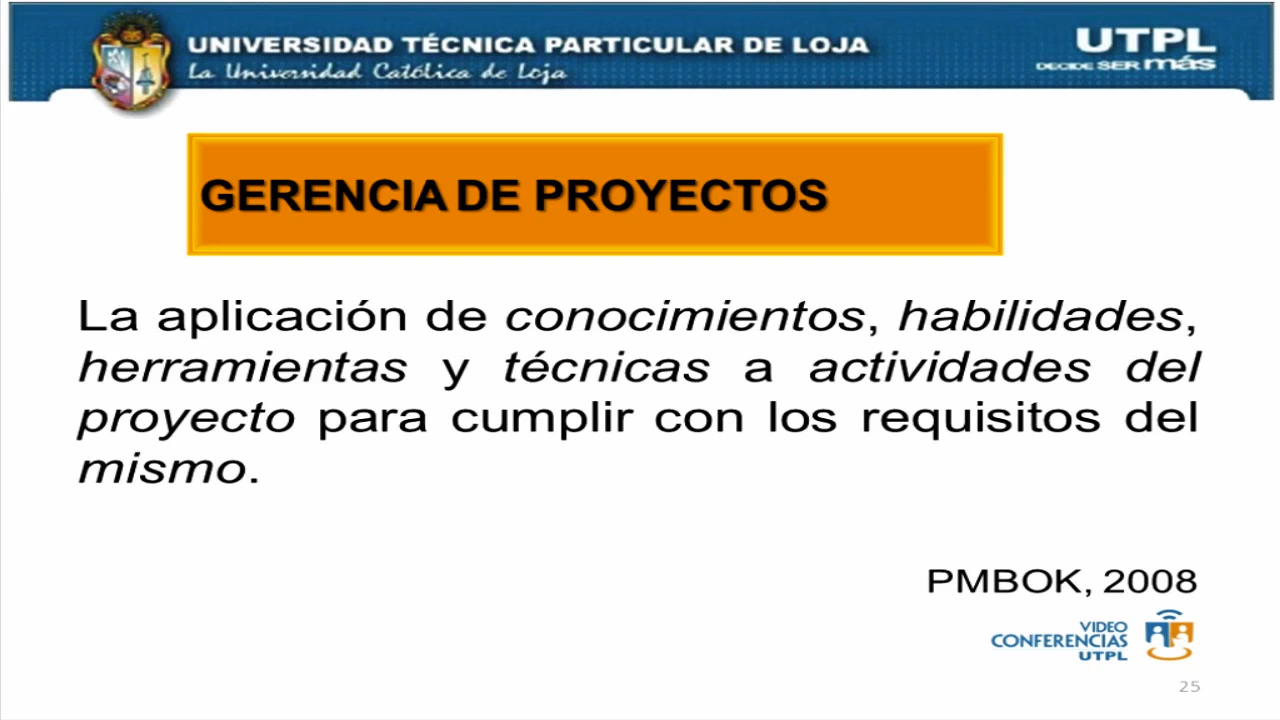 UNIVERSIDAD TÉCNICA PARTICULAR DE LOJA
La Universidad Católica de Loja
UTPL
DECIDE SER más
GERENCIA DE PROYECTOS
La aplicación de conocimientos, habilidades,
herramientas y técnicas a actividades del
proyecto para cumplir con los requisitos del
mismo.
PMBOK, 2008
VIDEO
CONFERENCIAS
UTPL
25